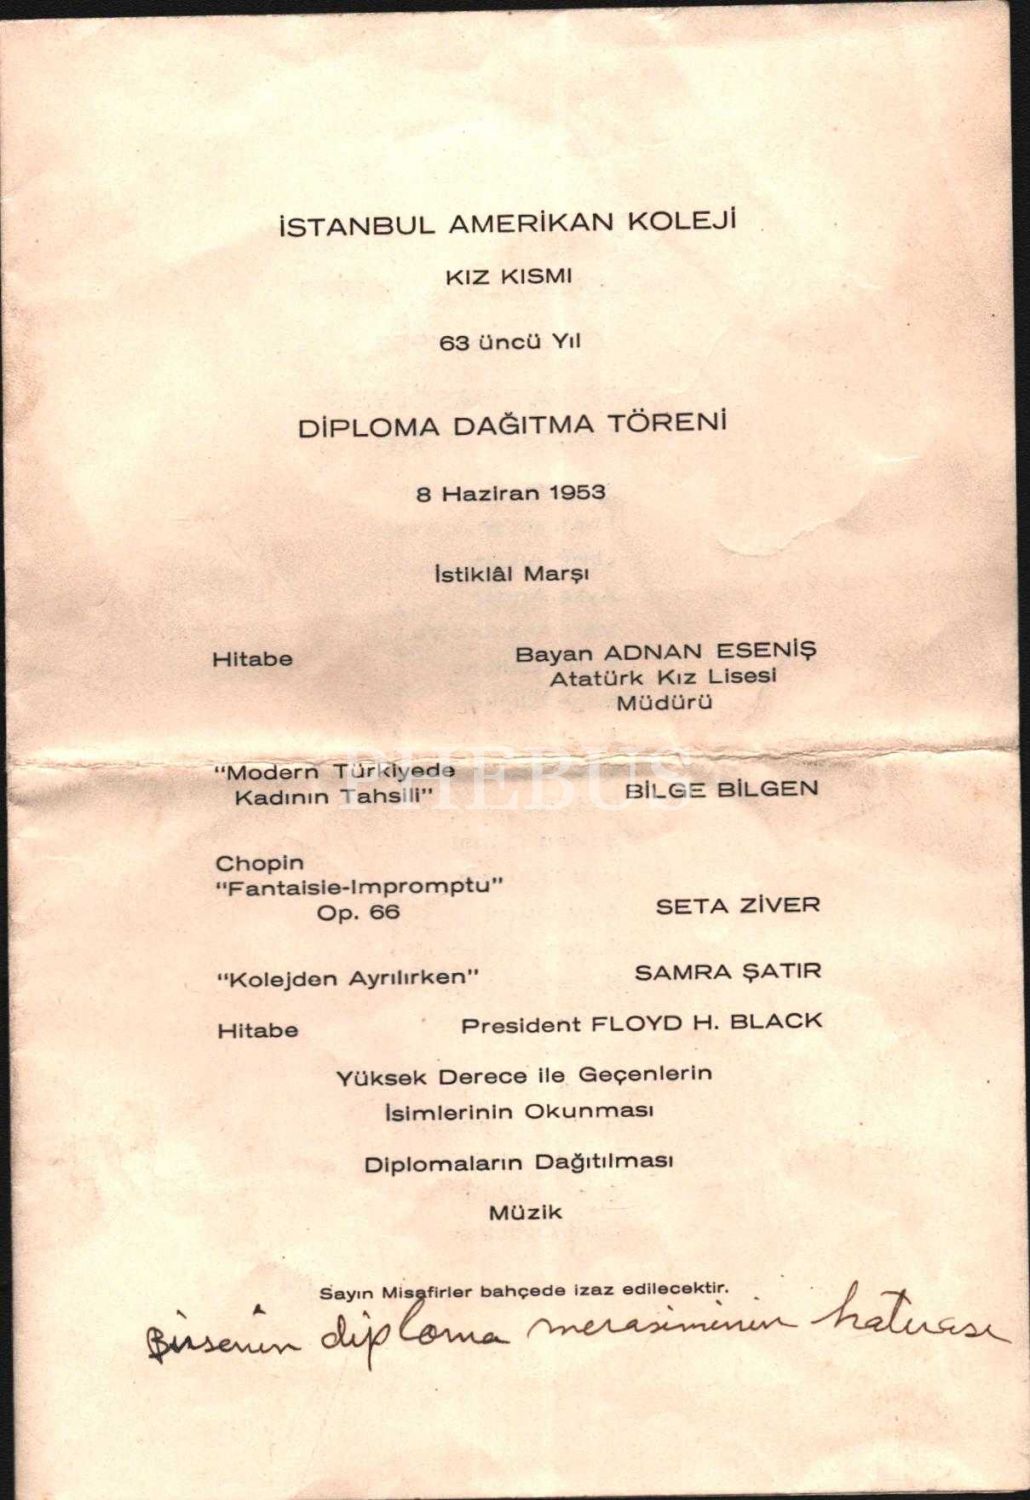 İSTANBUL AMERİKAN KOLEJİ
KIZ KISMI
63 üncü Yıl
DİPLOMA DAĞITMA TÖRENİ
8 Haziran 1953
İstiklâl Marşı
Hitabe Bayan ADNAN ESENİŞ
Atatürk Kız Lisesi
Müdürü
PHEBUS
"Modern Türkiyede
Kadının Tahsili" BİLGE BİLGEN
Chopin
"Fantaisie-Impromptu"
Op. 66 SETA ZİVER
"Kolejden Ayrılırken" SAMRA ŞATIR
Hitabe President FLOYD H. BLACK
Yüksek Derece ile Geçenlerin
İsimlerinin Okunması
Diplomaların Dağıtılması
Müzik
Sayın Misafirler bahçede izaz edilecektir.
Birsenin diploma merasiminin hatırası